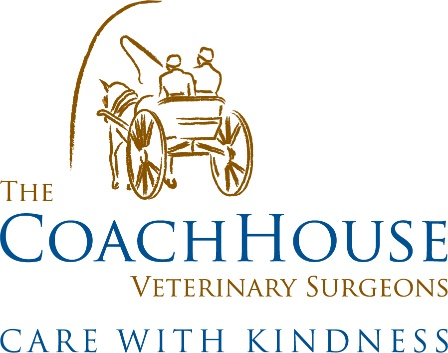 The
CoachHouse
Veterinary Surgeons
CARE WITH KINDNESS